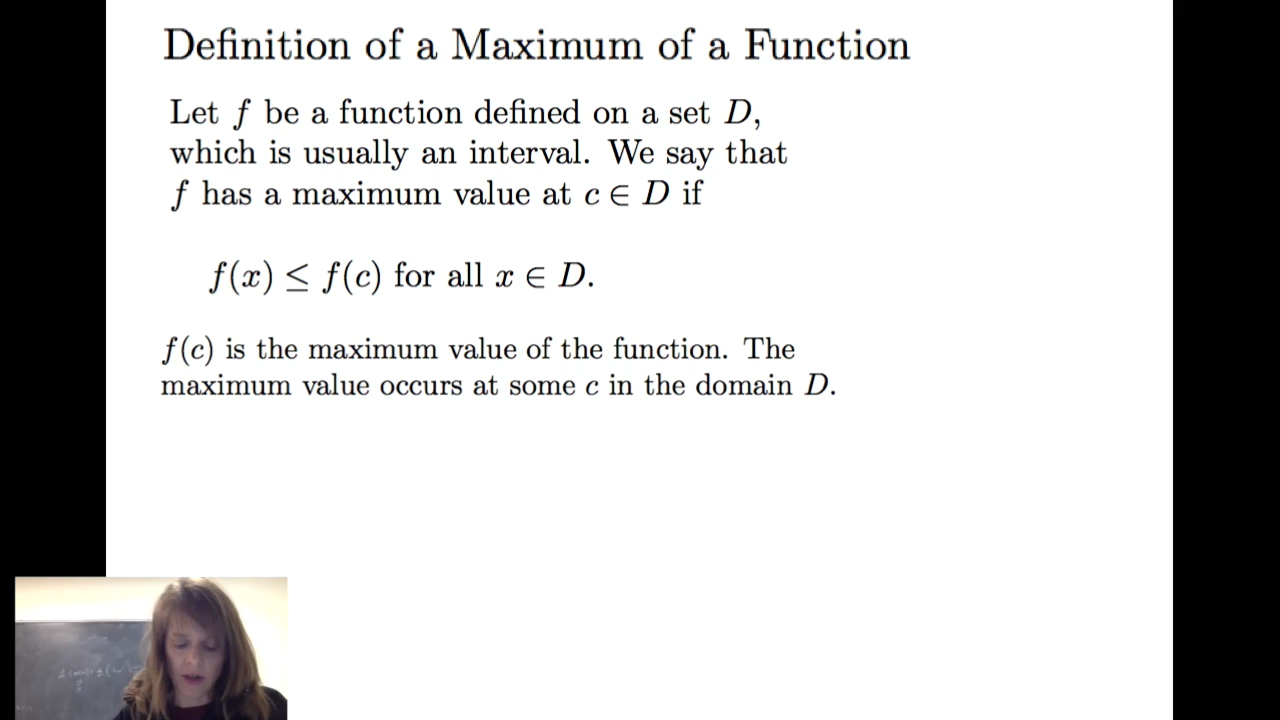 Definition of a Maximum of a Function
Let f be a function defined on a set D,
which is usually an interval. We say that
f has a maximum value at c ∈ D if
f(x) ≤ f(c) for all x ∈ D.
f(c) is the maximum value of the function. The
maximum value occurs at some c in the domain D.